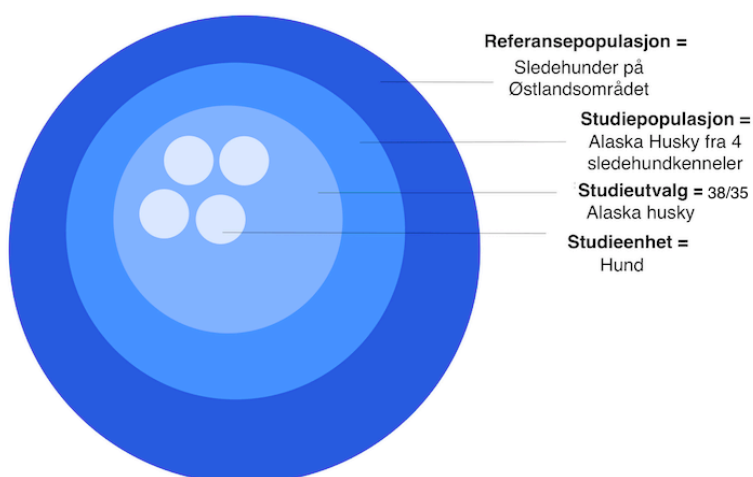 Referansepopulasjon =
Sledehunder på
Østlandsområdet
Studiepopulasjon =
Alaska Husky fra 4
sledehundkenneler
Studieutvalg = 38/35
Alaska husky
Studieenhet =
Hund